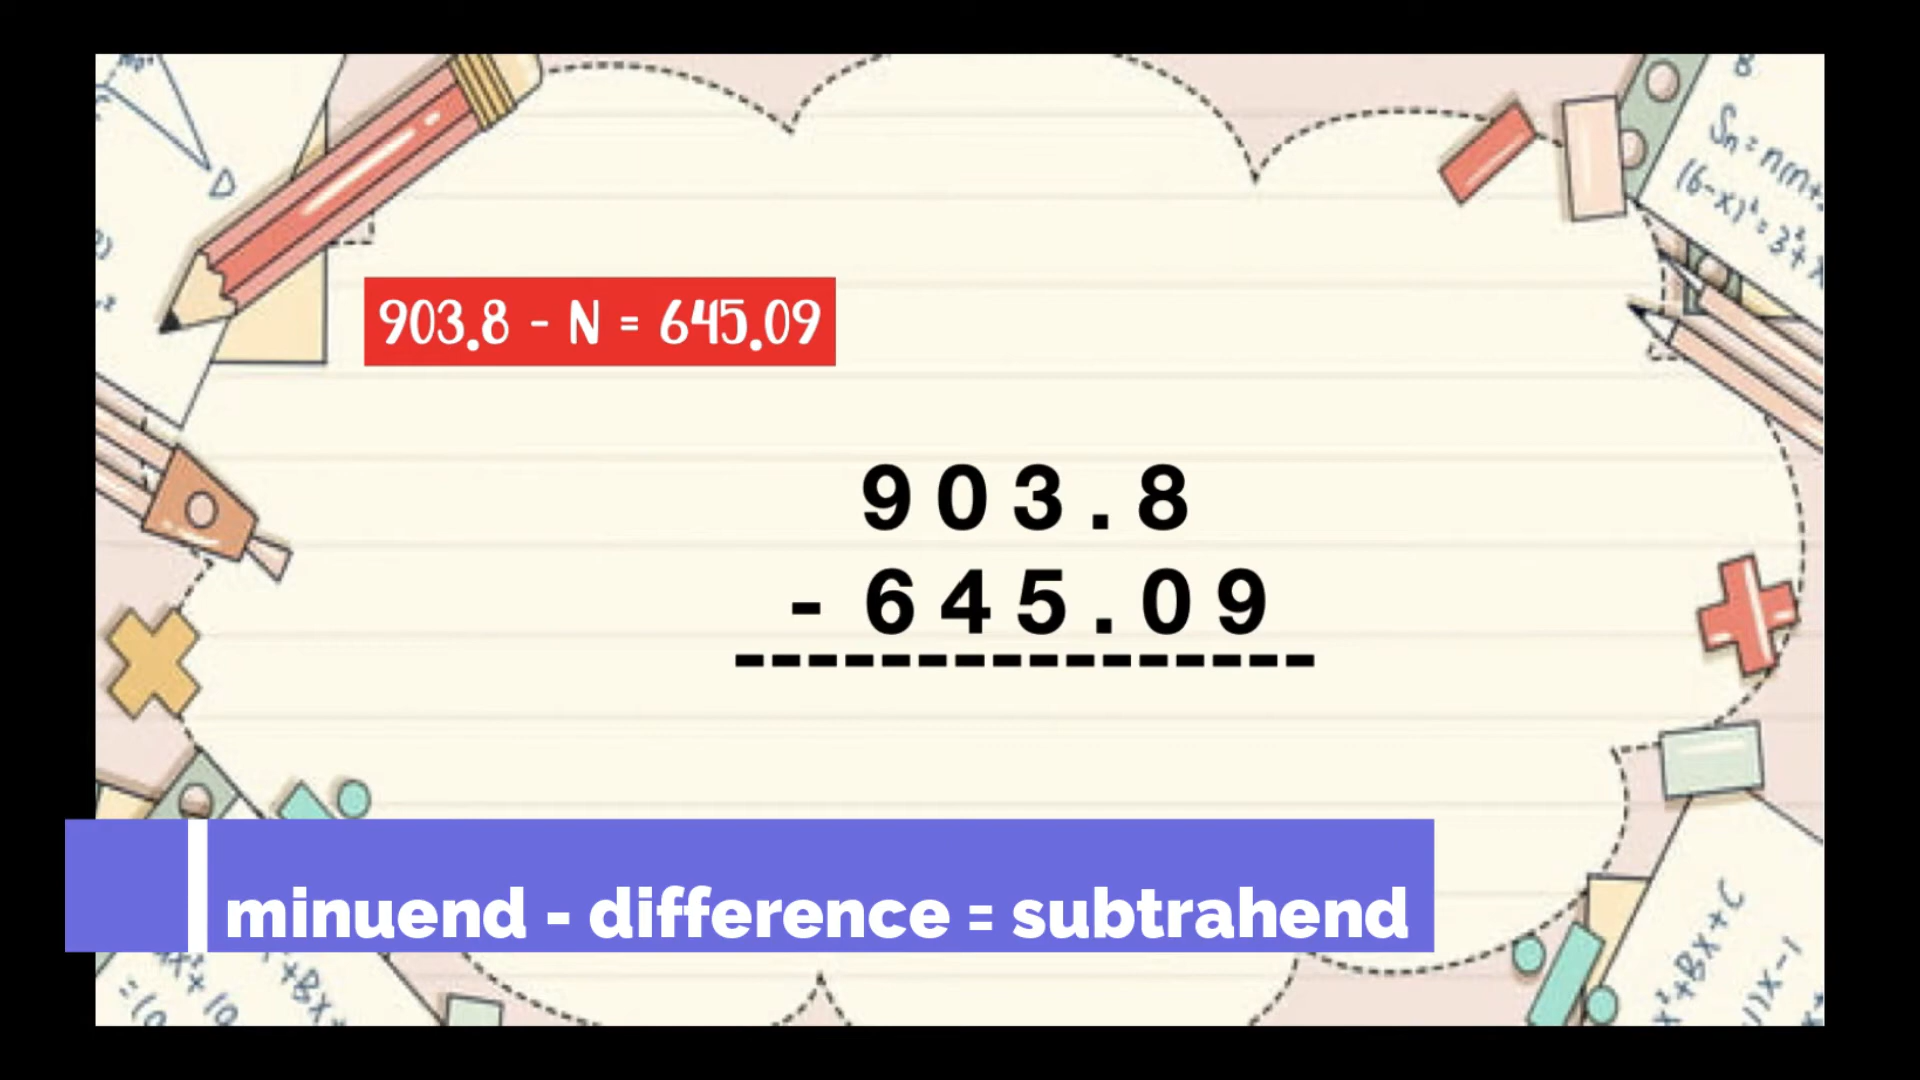 903.8 - N = 645.09
903.8
- 645.09
minuend - difference = subtrahend